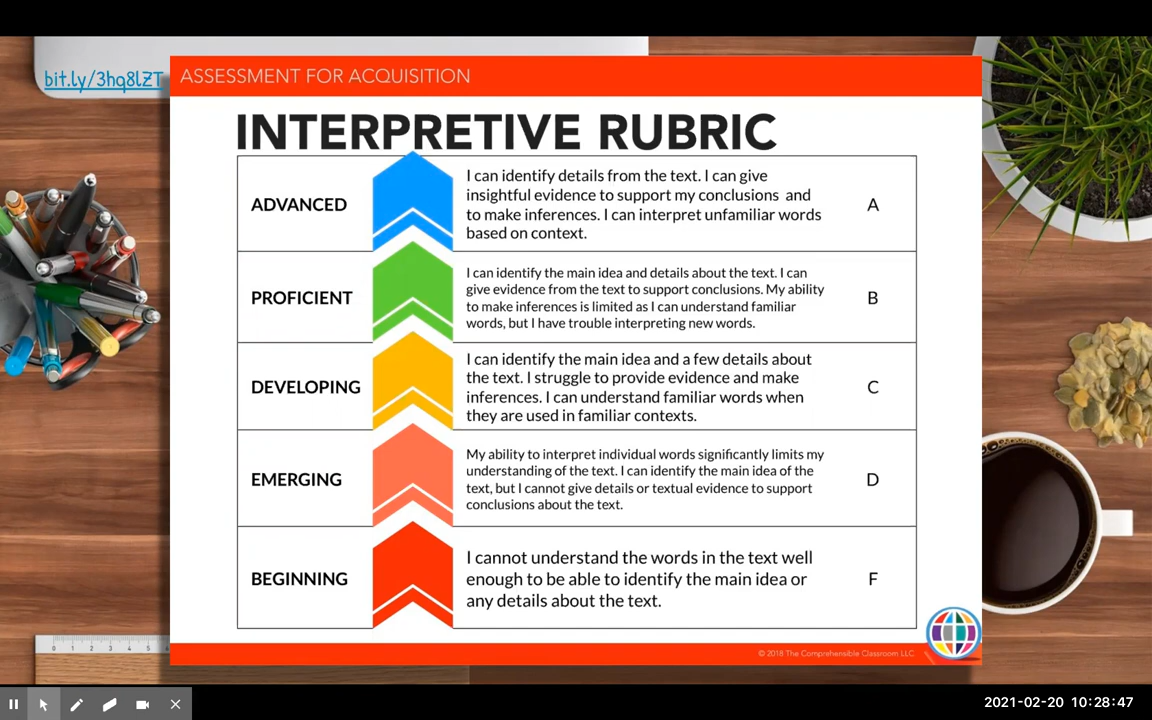 bit.ly/3hq8lZT
ASSESSMENT FOR ACQUISITION
INTERPRETIVE RUBRIC
ADVANCED
I can identify details from the text. I can give
insightful evidence to support my conclusions and
to make inferences. I can interpret unfamiliar words
based on context.
A
PROFICIENT
I can identify the main idea and details about the text. I can
give evidence from the text to support conclusions. My ability
to make inferences is limited as I can understand familiar
words, but I have trouble interpreting new words.
B
DEVELOPING
I can identify the main idea and a few details about
the text. I struggle to provide evidence and make
inferences. I can understand familiar words when
they are used in familiar contexts.
C
EMERGING
My ability to interpret individual words significantly limits my
understanding of the text. I can identify the main idea of the
text, but I cannot give details or textual evidence to support
conclusions about the text.
D
BEGINNING
I cannot understand the words in the text well
enough to be able to identify the main idea or
any details about the text.
F
0 1 2 3 4 5 6
© 2018 The Comprehensible Classroom LLC
2021-02-20 10:28:47